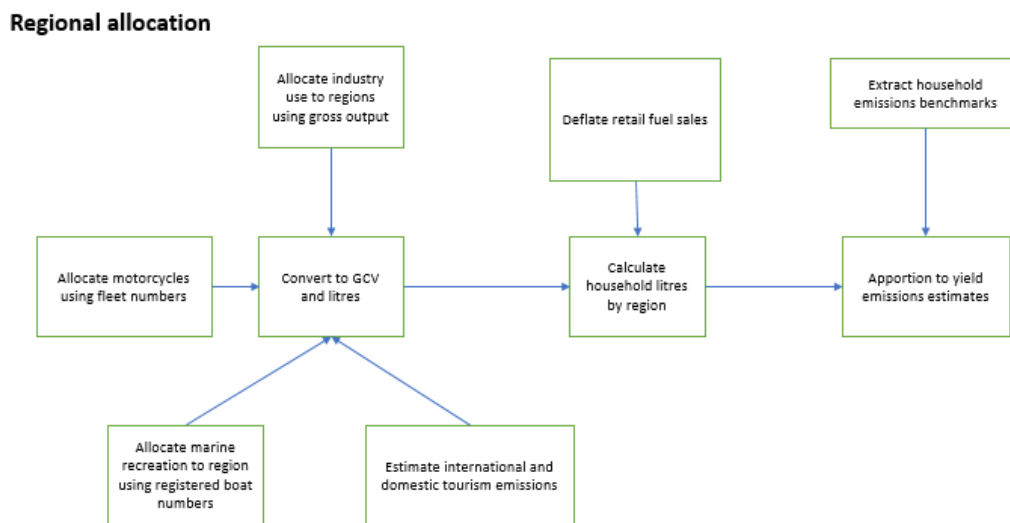 Regional allocation
Allocate industry
use to regions
using gross output
Deflate retail fuel sales
Extract household
emissions benchmarks
Allocate motorcycles
using fleet numbers
Convert to GCV
and litres
Calculate
household litres
by region
Apportion to yield
emissions estimates
Allocate marine
recreation to region
using registered boat
numbers
Estimate international and
domestic tourism emissions